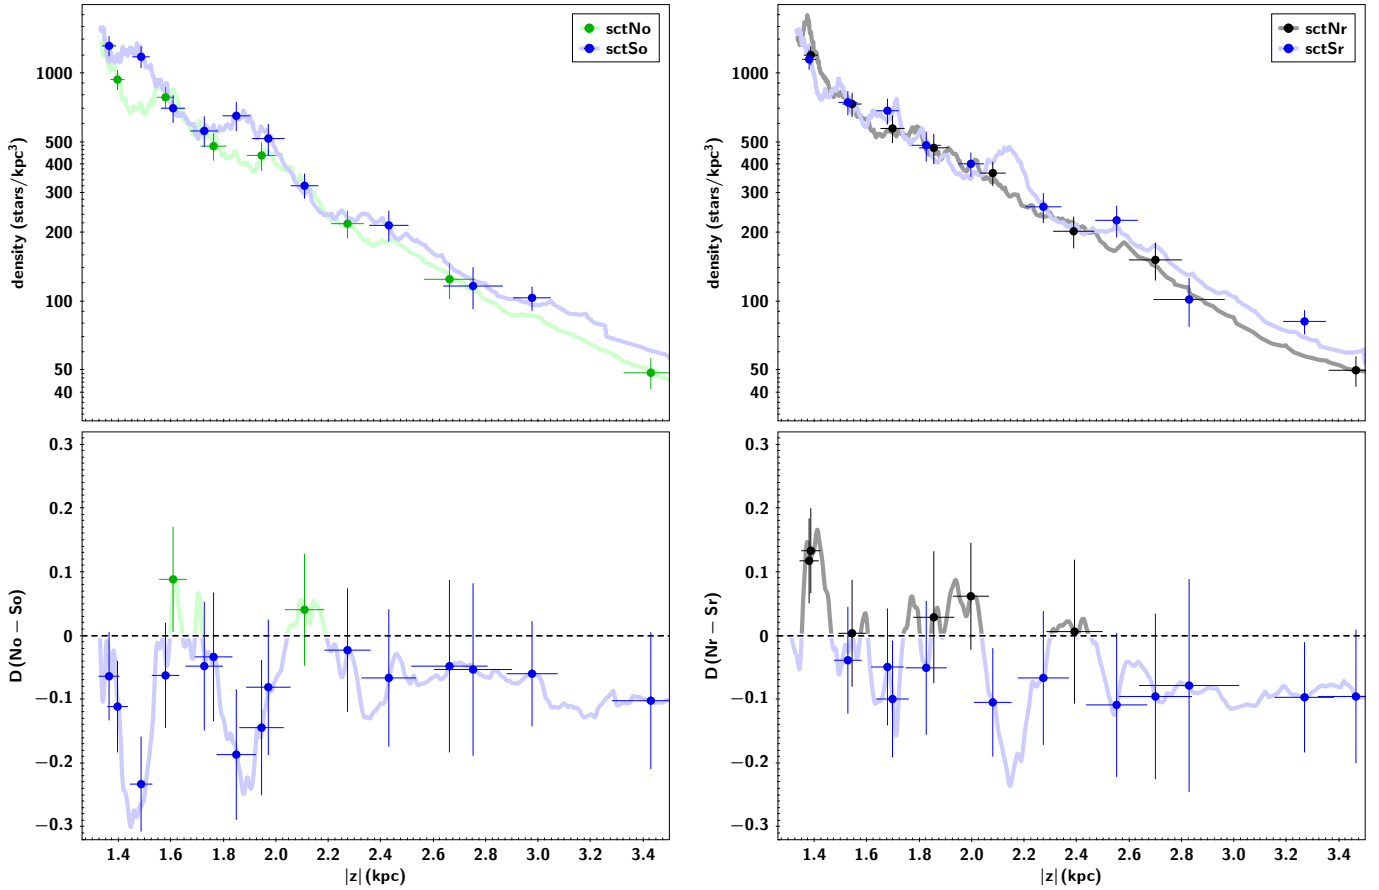 sctNo
sctSo
1000
500
400
300
200
100
50
40
density (stars/kpc³)
sctNr
sctSr
1000
500
400
300
200
100
50
40
density (stars/kpc³)
0.3
0.2
0.1
0
−0.1
−0.2
−0.3
D (No − So)
1.4 1.6 1.8 2.0 2.2 2.4 2.6 2.8 3.0 3.2 3.4
|z| (kpc)
0.3
0.2
0.1
0
−0.1
−0.2
−0.3
D (Nr − Sr)
1.4 1.6 1.8 2.0 2.2 2.4 2.6 2.8 3.0 3.2 3.4
|z| (kpc)